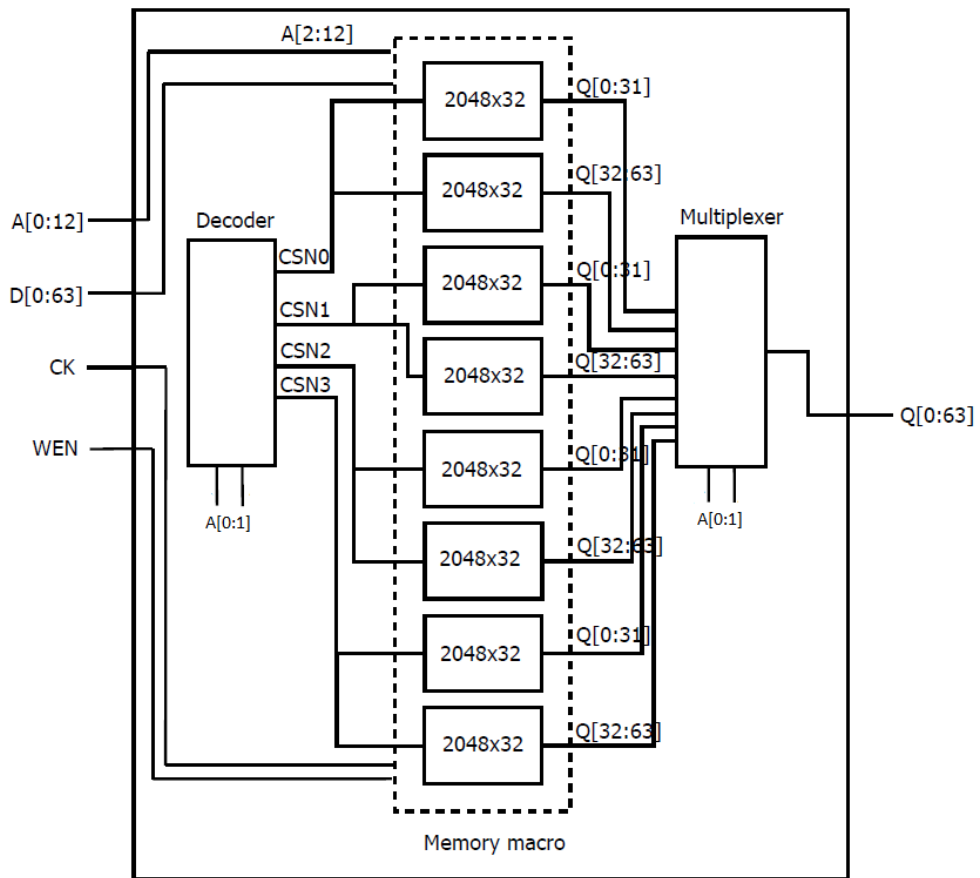 A[2:12]
2048x32
Q[0:31]
2048x32
Q[32:63]
A[0:12]
Decoder
Multiplexer
CSN0
2048x32
Q[0:31]
D[0:63]
CSN1
CSN2
2048x32
Q[32:63]
CK
CSN3
Q[0:63]
WEN
2048x32
Q[0:31]
A[0:1]
A[0:1]
2048x32
Q[32:63]
2048x32
Q[0:31]
2048x32
Q[32:63]
Memory macro